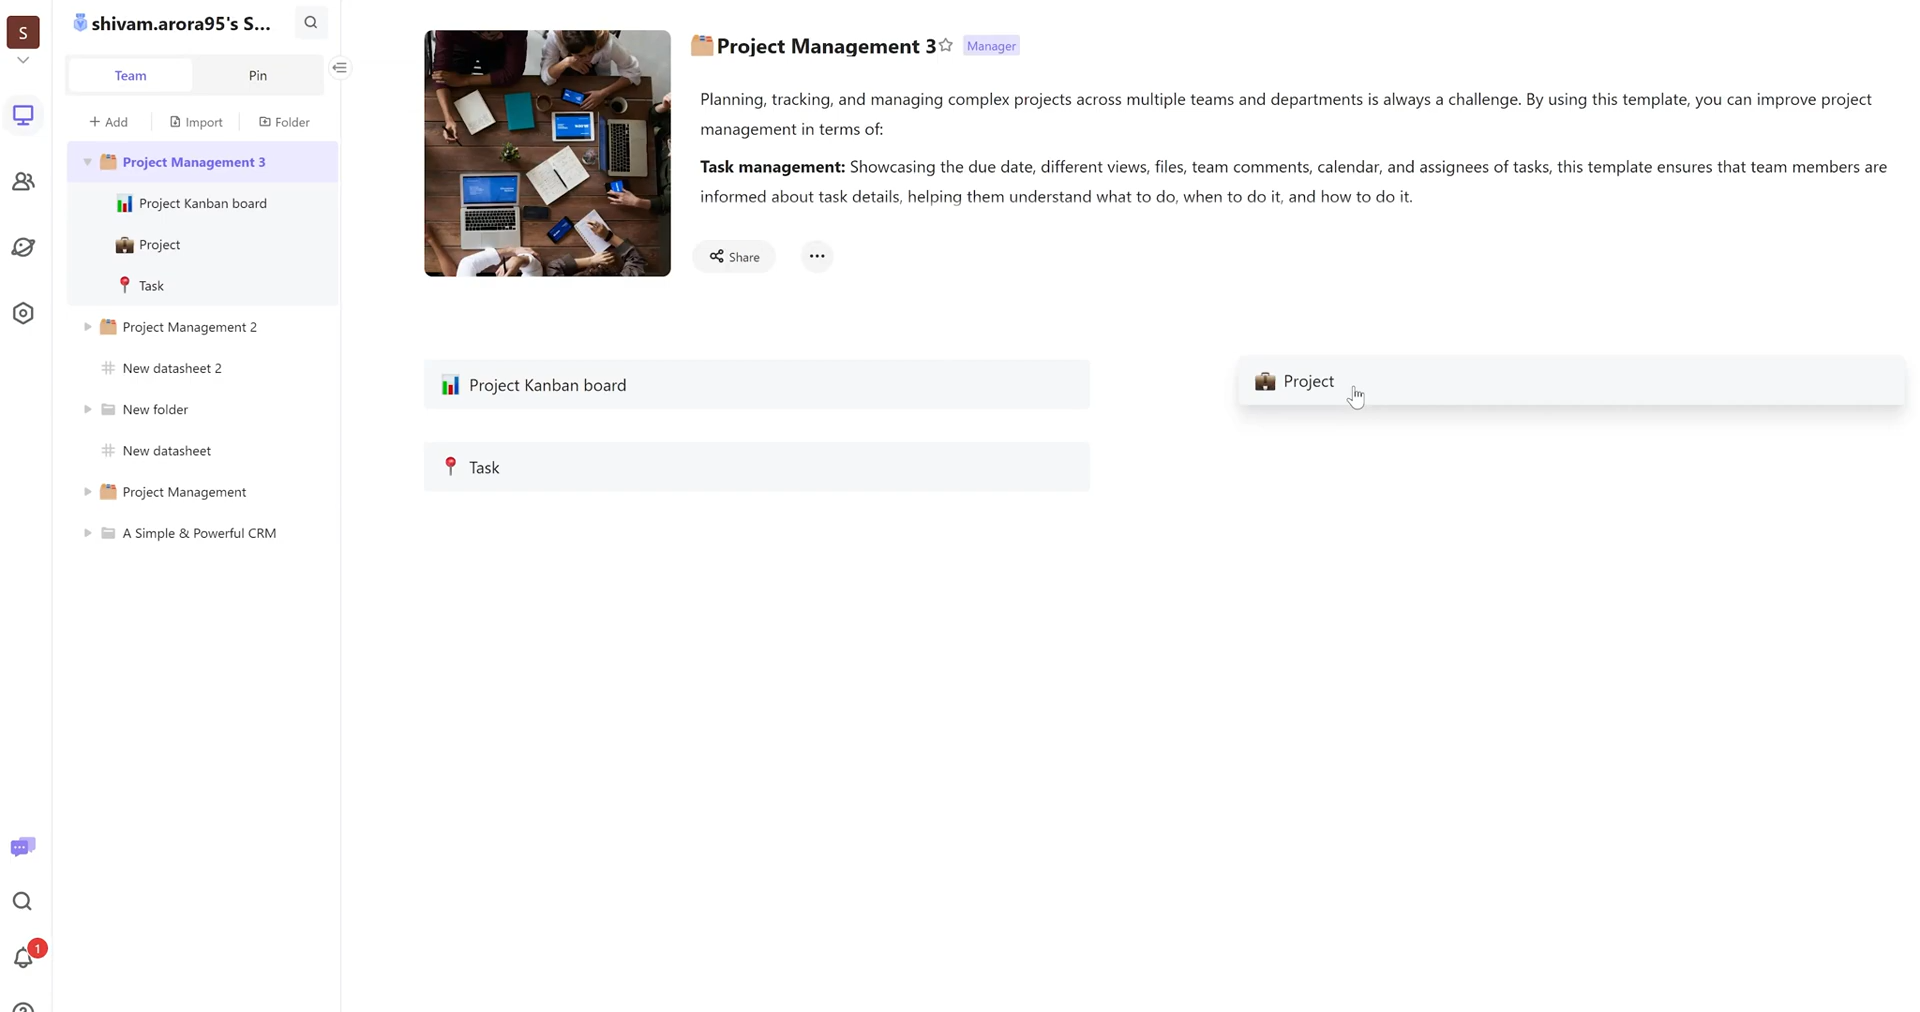 S
shivam.arora95's S...
Team
Pin
+ Add
Import
Folder
Project Management 3
Project Kanban board
Project
Task
Project Management 2
New datasheet 2
New folder
New datasheet
Project Management
A Simple & Powerful CRM
1
Project Management 3
Manager
Planning, tracking, and managing complex projects across multiple teams and departments is always a challenge. By using this template, you can improve project
management in terms of:
Task management: Showcasing the due date, different views, files, team comments, calendar, and assignees of tasks, this template ensures that team members are
informed about task details, helping them understand what to do, when to do it, and how to do it.
Share
Project Kanban board
Project
Task